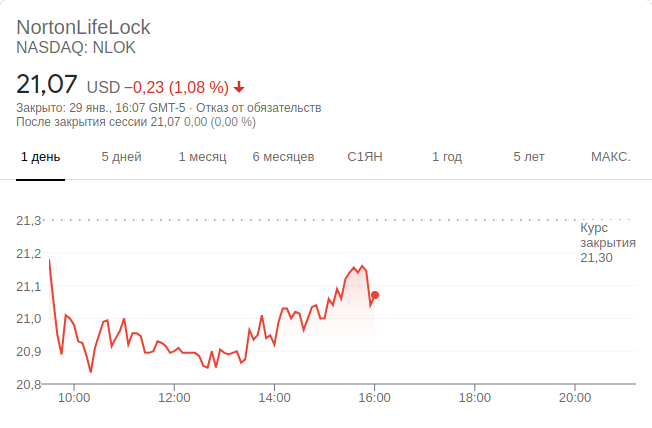 NortonLifeLock
NASDAQ: NLOK
21,07 USD −0,23 (1,08 %)
Закрыто: 29 янв., 16:07 GMT-5 · Отказ от обязательств
После закрытия сессии 21,07 0,00 (0,00 %)
1 день 5 дней 1 месяц 6 месяцев С1ЯН 1 год 5 лет МАКС.
21,3
Курс
закрытия
21,30
21,2
21,1
21,0
20,9
20,8
10:00 12:00 14:00 16:00 18:00 20:00